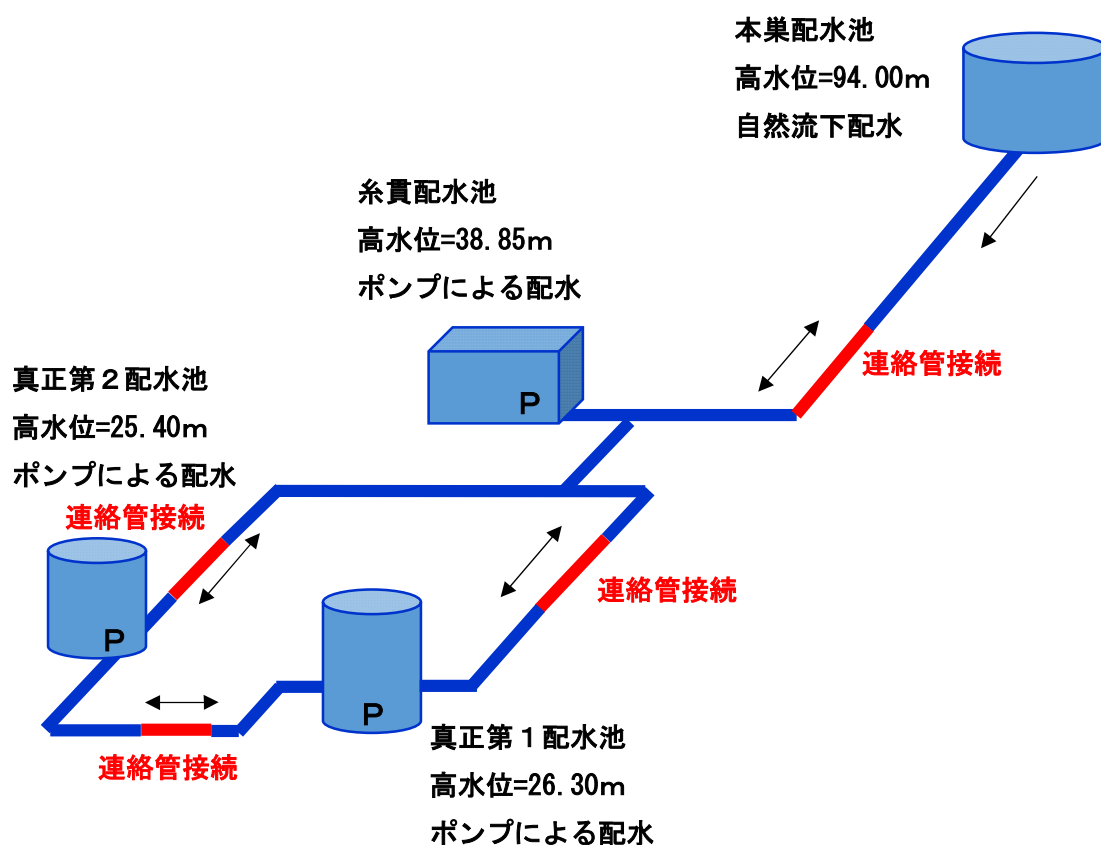 本巣配水池
高水位=94.00m
自然流下配水
糸貫配水池
高水位=38.85m
ポンプによる配水
P
連絡管接続
真正第２配水池
高水位=25.40m
ポンプによる配水
連絡管接続
P
連絡管接続
P
連絡管接続
真正第１配水池
高水位=26.30m
ポンプによる配水